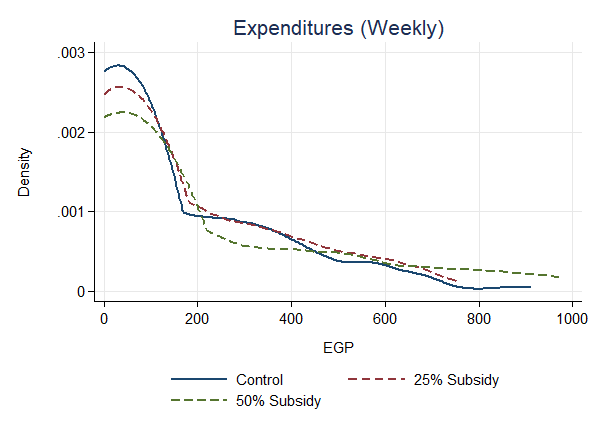 Expenditures (Weekly)
.003
.002
.001
0
Density
0 200 400 600 800 1000
EGP
Control 25% Subsidy
50% Subsidy